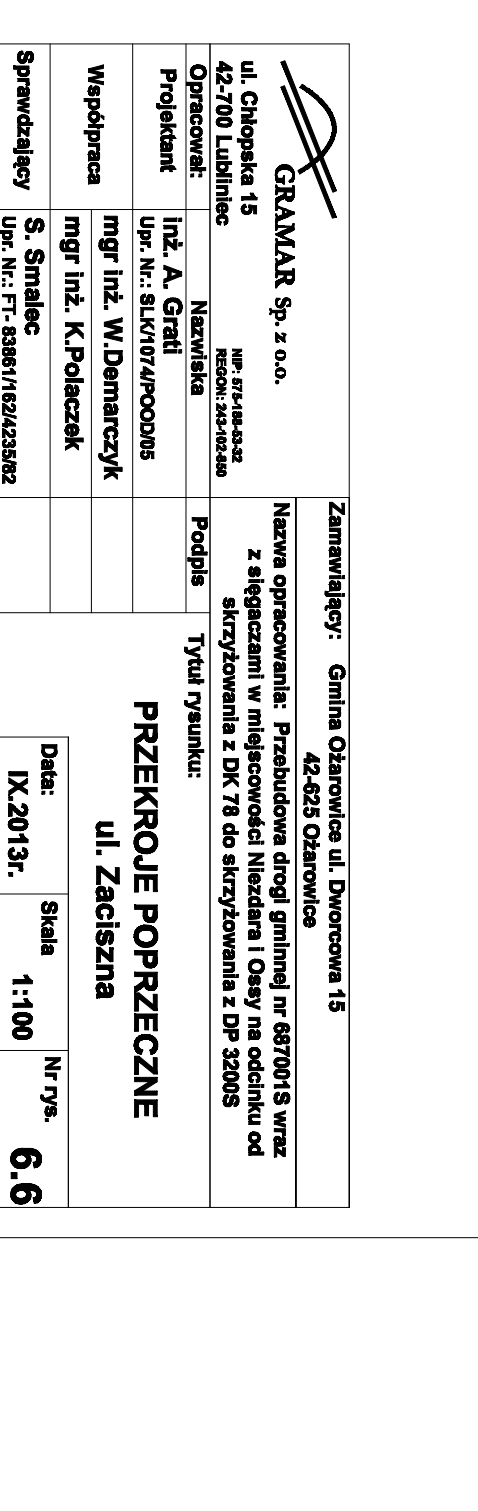 GRAMAR Sp. z o.o.
ul. Chłopska 15
42-700 Lubliniec
NIP: 575-188-53-32
REGON: 243-102-850
Zamawiający: Gmina Ożarowice ul. Dworcowa 15
42-625 Ożarowice
Nazwa opracowania: Przebudowa drogi gminnej nr 687001S wraz
z sięgaczami w miejscowości Niezdara i Ossy na odcinku od
skrzyżowania z DK 78 do skrzyżowania z DP 3200S
Opracował: Nazwiska Podpis
Projektant
inż. A. Grati
Upr. Nr.: SLK/1074/POOD/05
Współpraca
mgr inż. W.Demarczyk
mgr inż. K.Polaczek
Sprawdzający
S. Smalec
Upr. Nr.: FT- 83861/162/4235/82
Tytuł rysunku:
PRZEKROJE POPRZECZNE
ul. Zaciszna
Data:
IX.2013r.
Skala
1:100
Nr rys.
6.6